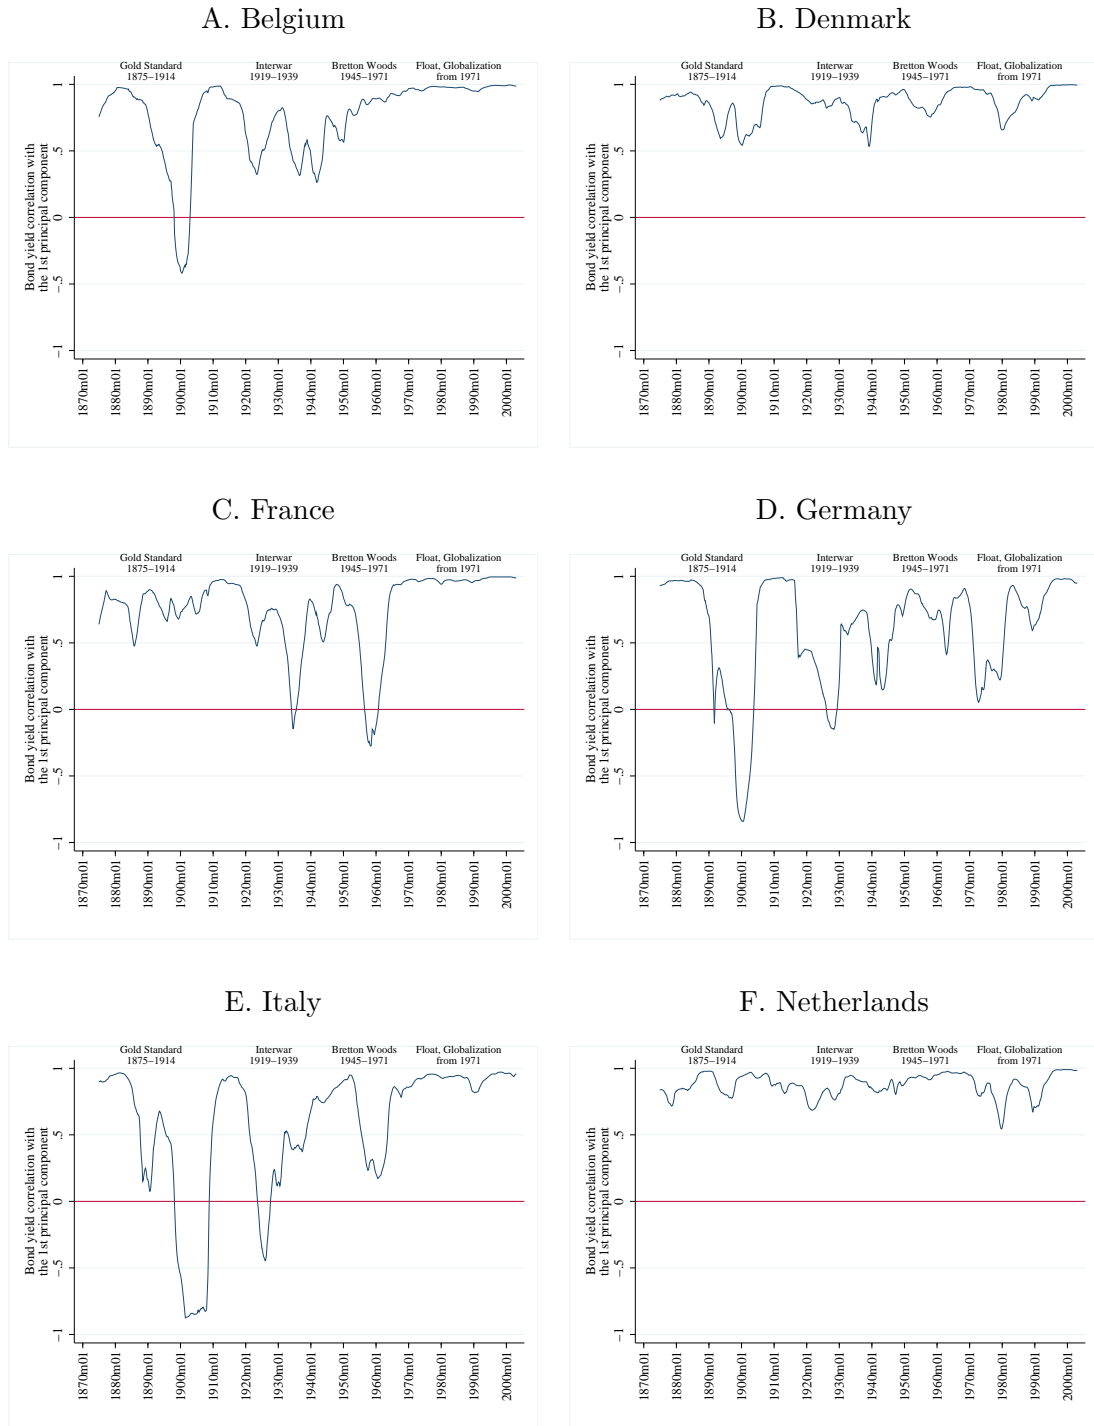 A. Belgium
Gold Standard
1875–1914
Interwar
1919–1939
Bretton Woods
1945–1971
Float, Globalization
from 1971
Bond yield correlation with
the 1st principal component
1
.5
0
−.5
−1
1870m01
1880m01
1890m01
1900m01
1910m01
1920m01
1930m01
1940m01
1950m01
1960m01
1970m01
1980m01
1990m01
2000m01
B. Denmark
Gold Standard
1875–1914
Interwar
1919–1939
Bretton Woods
1945–1971
Float, Globalization
from 1971
Bond yield correlation with
the 1st principal component
1
.5
0
−.5
−1
1870m01
1880m01
1890m01
1900m01
1910m01
1920m01
1930m01
1940m01
1950m01
1960m01
1970m01
1980m01
1990m01
2000m01
C. France
Gold Standard
1875–1914
Interwar
1919–1939
Bretton Woods
1945–1971
Float, Globalization
from 1971
Bond yield correlation with
the 1st principal component
1
.5
0
−.5
−1
1870m01
1880m01
1890m01
1900m01
1910m01
1920m01
1930m01
1940m01
1950m01
1960m01
1970m01
1980m01
1990m01
2000m01
D. Germany
Gold Standard
1875–1914
Interwar
1919–1939
Bretton Woods
1945–1971
Float, Globalization
from 1971
Bond yield correlation with
the 1st principal component
1
.5
0
−.5
−1
1870m01
1880m01
1890m01
1900m01
1910m01
1920m01
1930m01
1940m01
1950m01
1960m01
1970m01
1980m01
1990m01
2000m01
E. Italy
Gold Standard
1875–1914
Interwar
1919–1939
Bretton Woods
1945–1971
Float, Globalization
from 1971
Bond yield correlation with
the 1st principal component
1
.5
0
−.5
−1
1870m01
1880m01
1890m01
1900m01
1910m01
1920m01
1930m01
1940m01
1950m01
1960m01
1970m01
1980m01
1990m01
2000m01
F. Netherlands
Gold Standard
1875–1914
Interwar
1919–1939
Bretton Woods
1945–1971
Float, Globalization
from 1971
Bond yield correlation with
the 1st principal component
1
.5
0
−.5
−1
1870m01
1880m01
1890m01
1900m01
1910m01
1920m01
1930m01
1940m01
1950m01
1960m01
1970m01
1980m01
1990m01
2000m01